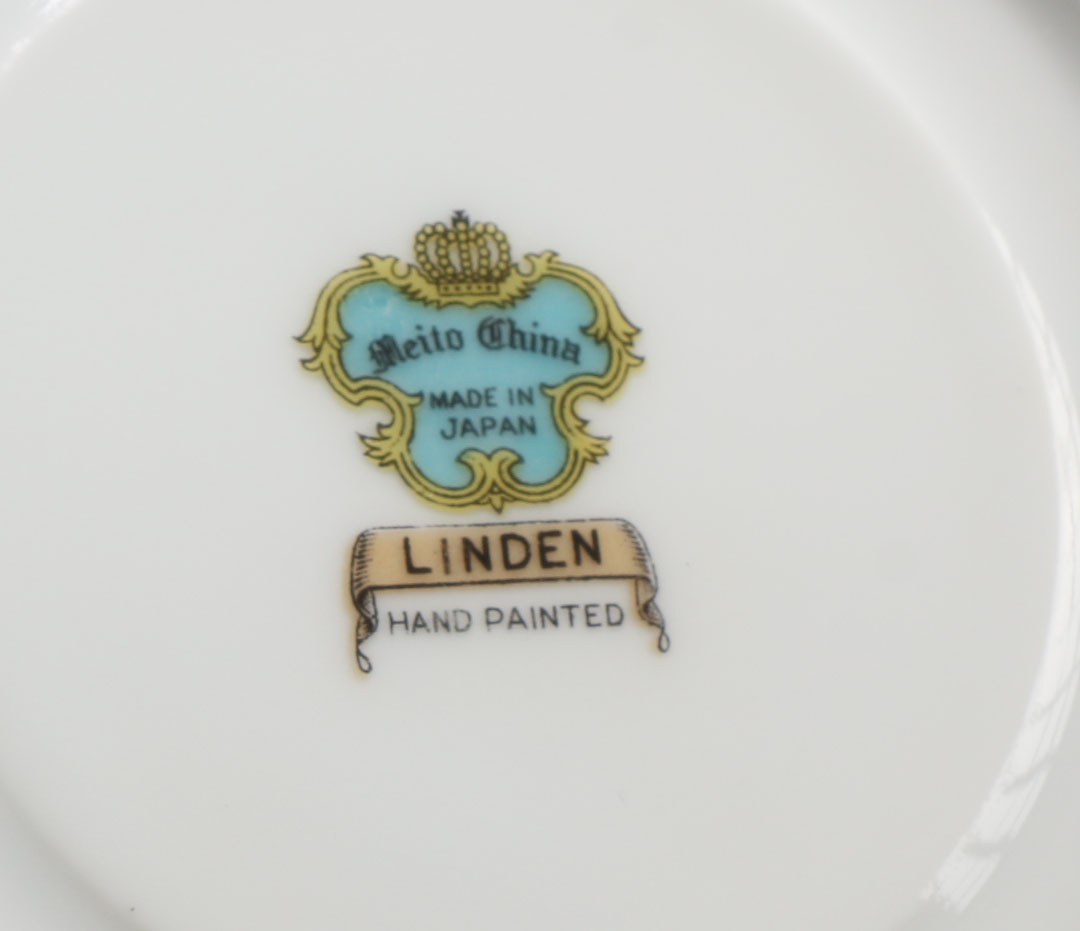 Meito China
MADE IN
JAPAN
LINDEN
HAND PAINTED